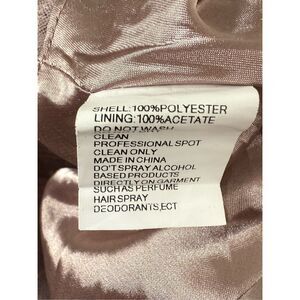 SHELL:100%POLYESTER
LINING:100%ACETATE
DO NOT WASH
CLEAN
PROFESSIONAL SPOT
CLEAN ONLY
MADE IN CHINA
DO'T SPRAY ALCOHOL
BASED PRODUCTS
DIRECTLY ON GARMENT
SUCH AS PERFUME
HAIR SPRAY
DEODORANTS,ECT